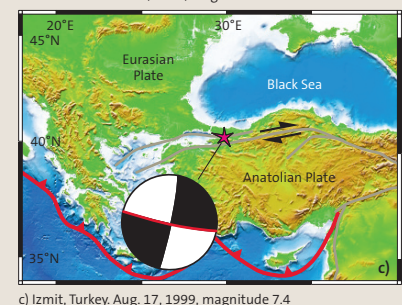 20°E 30°E
45°N
Eurasian
Plate
Black Sea
40°N
Anatolian Plate
35°N
c)
c) Izmit, Turkey. Aug. 17, 1999, magnitude 7.4